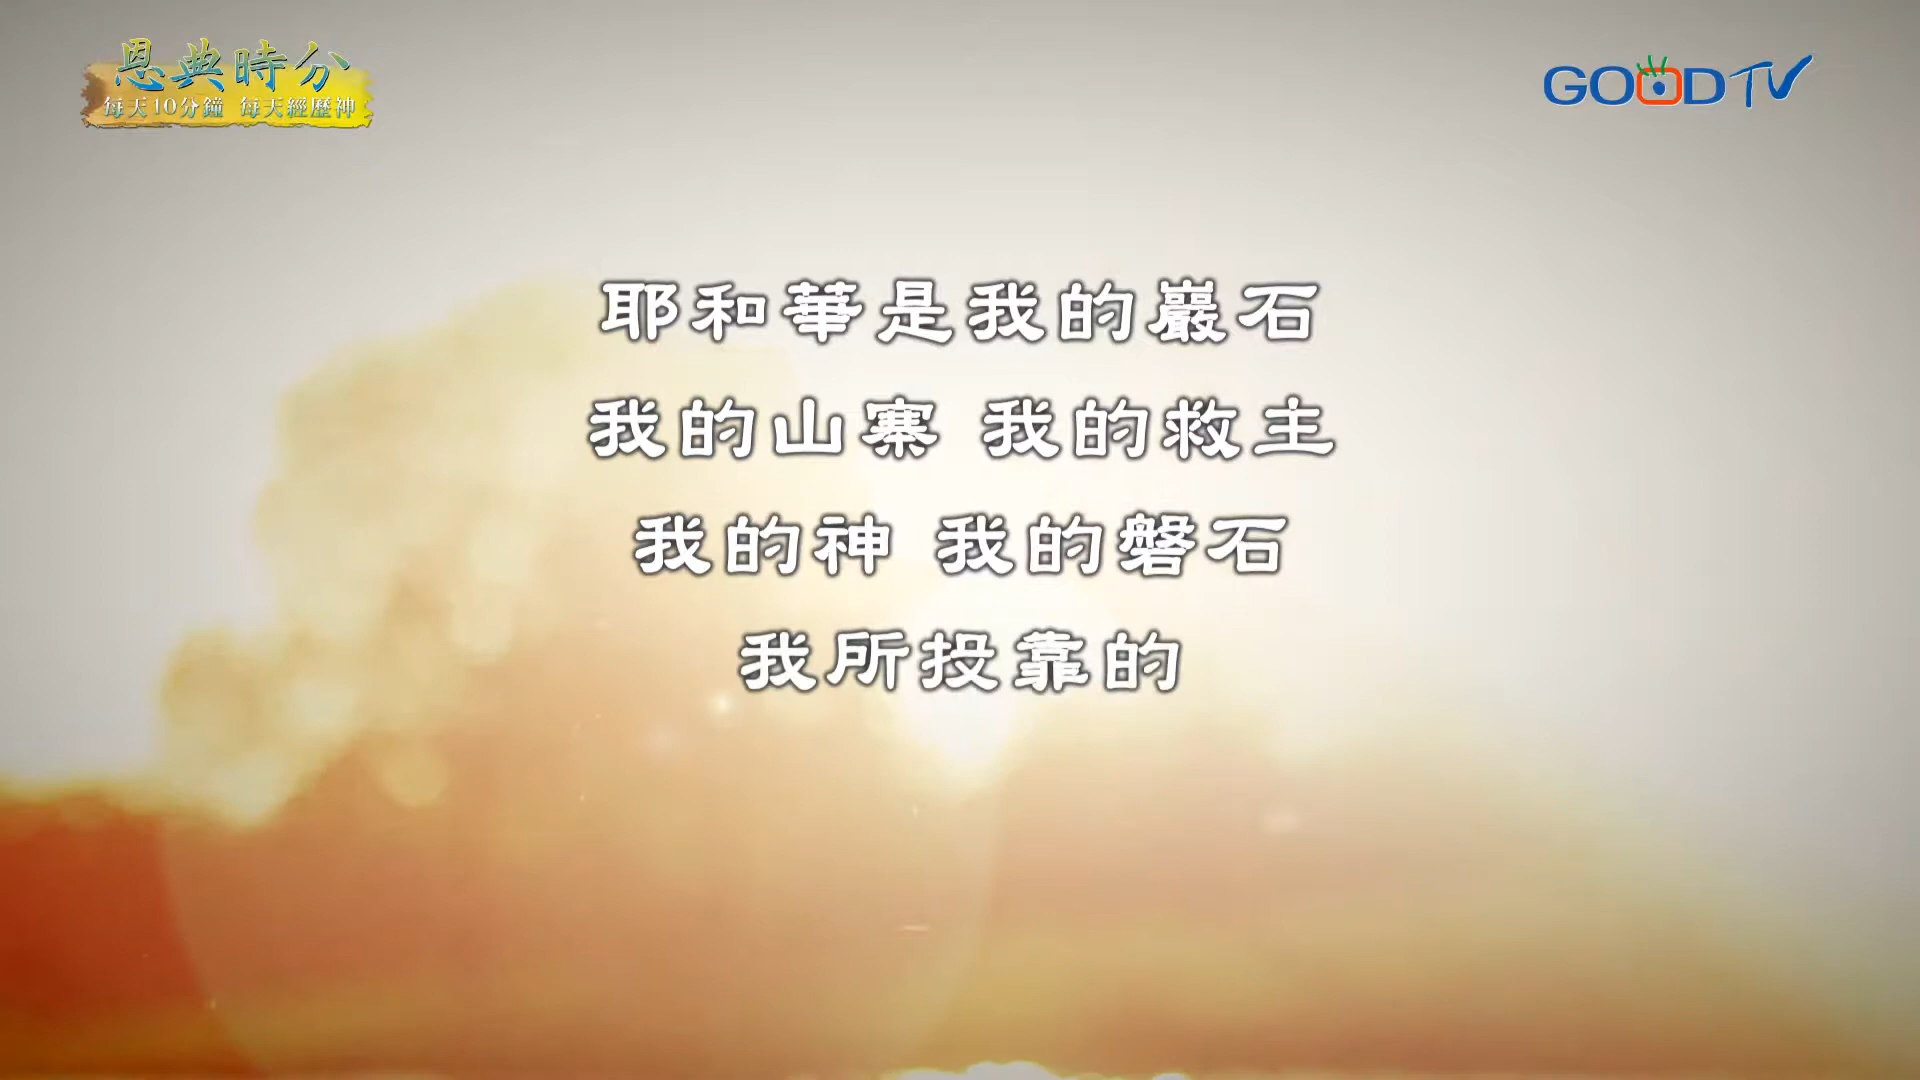 恩典時分
每天10分鐘 每天經歷神
GOODTV
耶和華是我的巖石
我的山寨 我的救主
我的神 我的磐石
我所投靠的